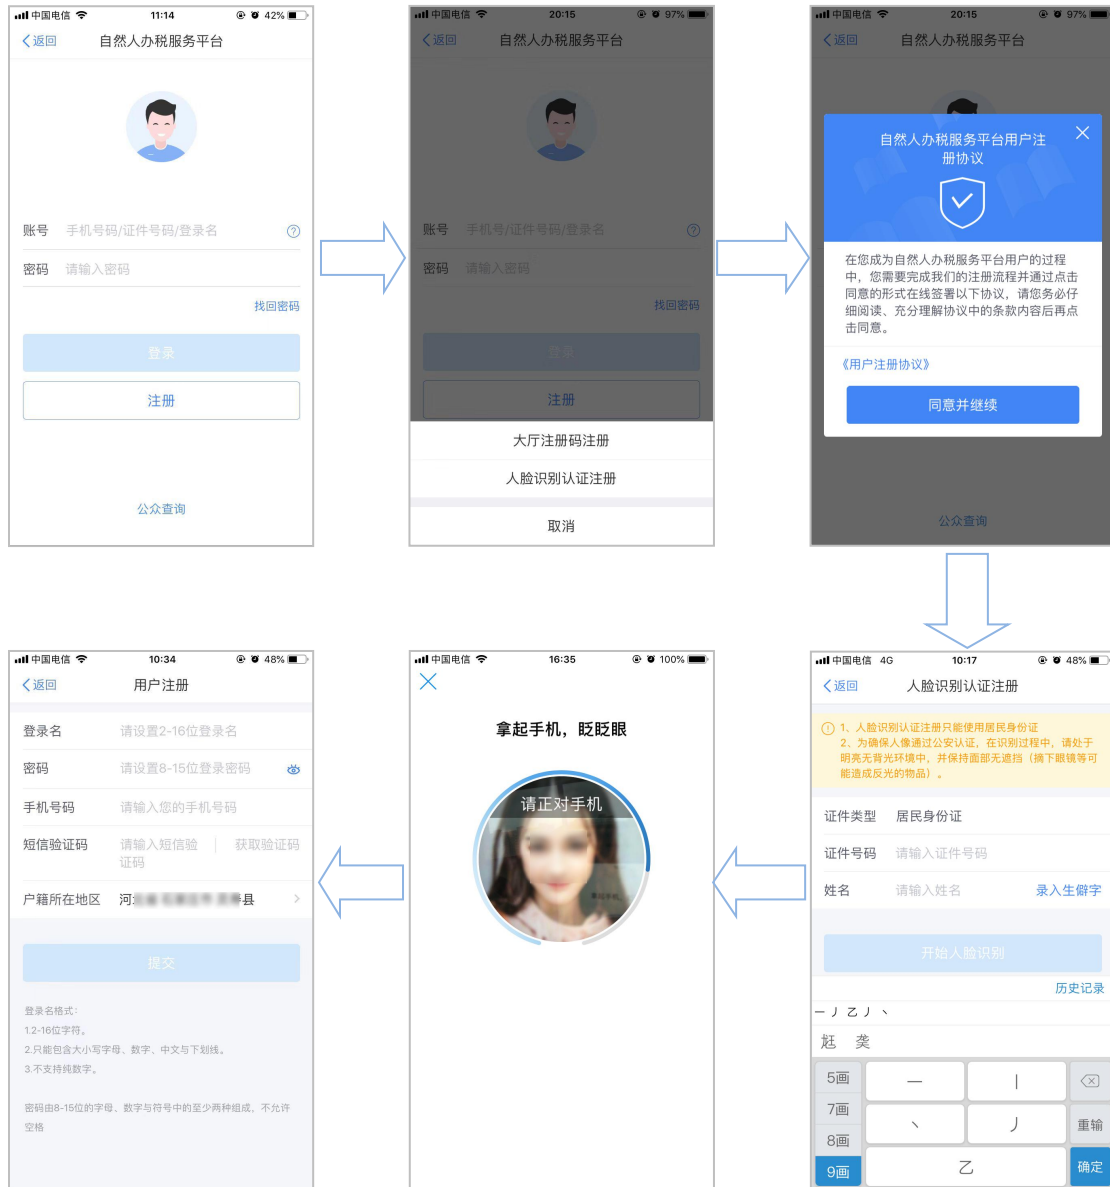 中国电信 11:14 42%
返回 自然人办税服务平台
账号 手机号码/证件号码/登录名
密码 请输入密码
找回密码
登录
注册
公众查询
中国电信 20:15 97%
返回 自然人办税服务平台
账号 手机号/证件号码/登录名
密码 请输入密码
找回密码
登录
注册
大厅注册码注册
人脸识别认证注册
取消
中国电信 20:15 97%
返回 自然人办税服务平台
自然人办税服务平台用户注
册协议
在您成为自然人办税服务平台用户的过程
中，您需要完成我们的注册流程并通过点击
同意的形式在线签署以下协议，请您务必仔
细阅读、充分理解协议中的条款内容后再点
击同意。
《用户注册协议》
同意并继续
公众查询
中国电信 4G 10:17 48%
返回 人脸识别认证注册
1、人脸识别认证注册只能使用居民身份证
2、为确保人像通过公安认证，在识别过程中，请处于
明亮无背光环境中，并保持面部无遮挡（摘下眼镜等可
能造成反光的物品）。
证件类型 居民身份证
证件号码 请输入证件号码
姓名 请输入姓名 录入生僻字
开始人脸识别
历史记录
一丿乙丿丶
尪 龚
5画 一 丨
7画 丶 丿 重输
8画
9画 乙 确定
中国电信 16:35 100%
拿起手机，眨眨眼
请正对手机
中国电信 10:34 48%
返回 用户注册
登录名 请设置2-16位登录名
密码 请设置8-15位登录密码
手机号码 请输入您的手机号码
短信验证码 请输入短信验 获取验证码
证码
户籍所在地区 河 县
提交
登录名格式：
1.2-16位字符。
2.只能包含大小写字母、数字、中文与下划线。
3.不支持纯数字。
密码由8-15位的字母、数字与符号中的至少两种组成，不允许
空格